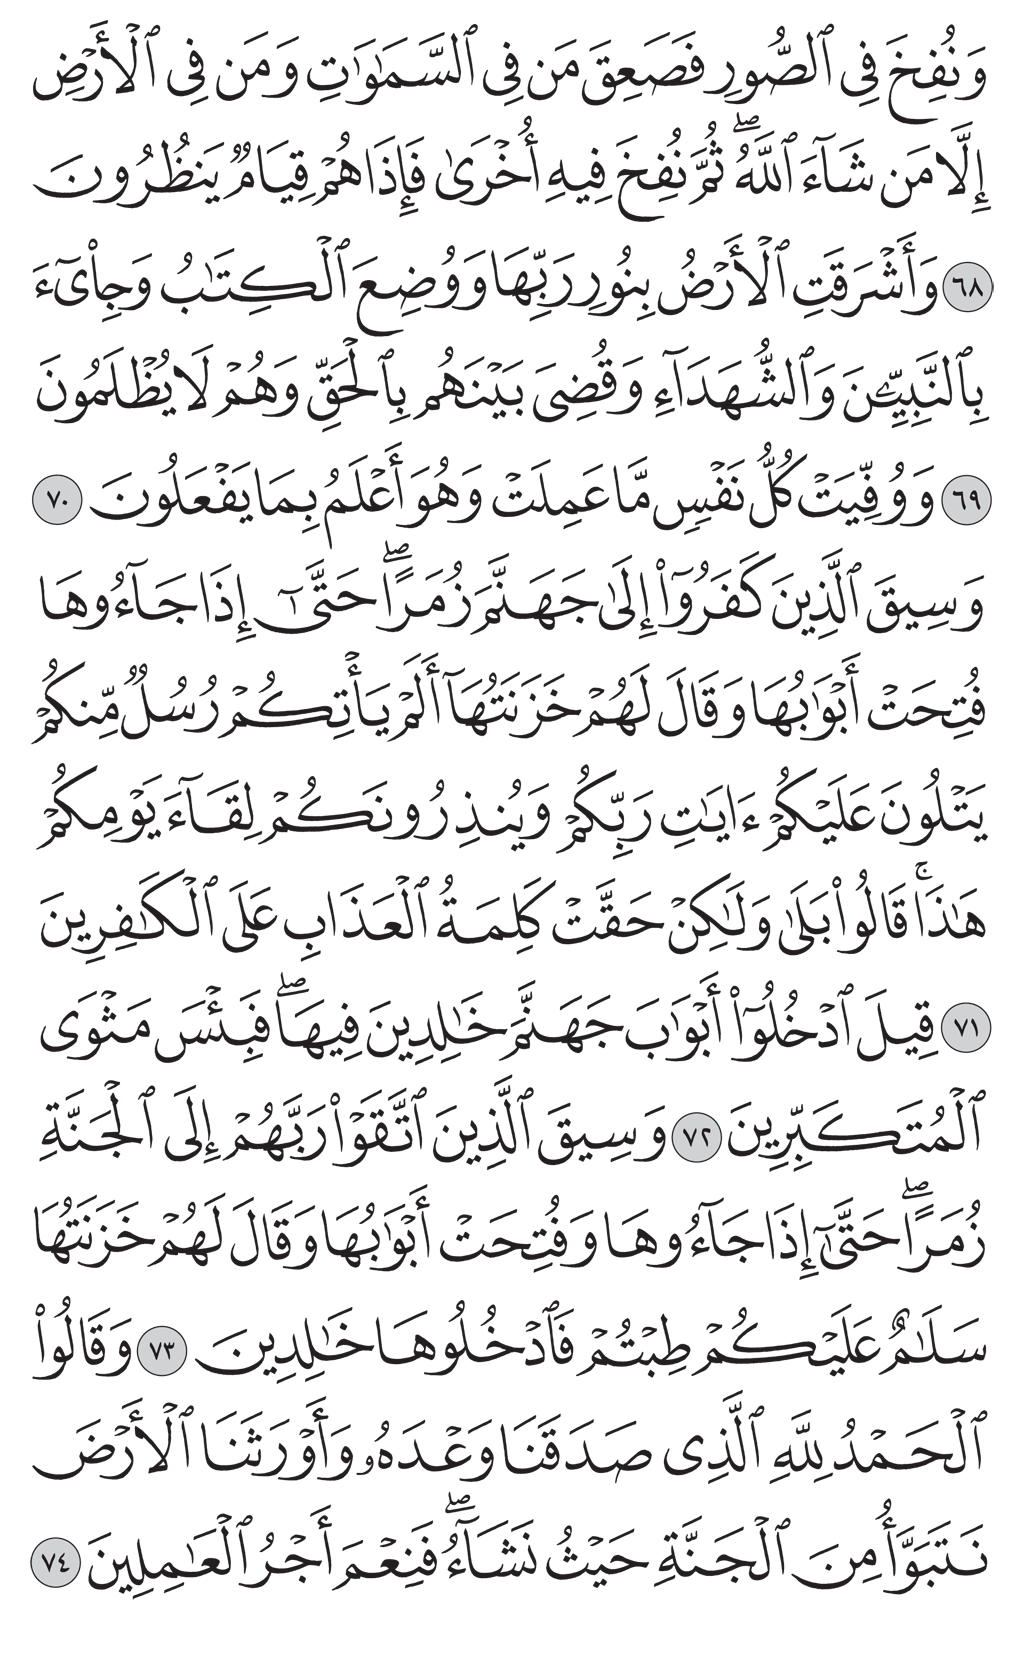 وَنُفِخَ فِى ٱلصُّورِ فَصَعِقَ مَن فِى ٱلسَّمَٰوَٰتِ وَمَن فِى ٱلْأَرْضِ
إِلَّا مَن شَآءَ ٱللَّهُ ۖ ثُمَّ نُفِخَ فِيهِ أُخْرَىٰ فَإِذَا هُمْ قِيَامٌ يَنظُرُونَ
٦٨ وَأَشْرَقَتِ ٱلْأَرْضُ بِنُورِ رَبِّهَا وَوُضِعَ ٱلْكِتَٰبُ وَجِا۟ىٓءَ
بِٱلنَّبِيِّۦنَ وَٱلشُّهَدَآءِ وَقُضِىَ بَيْنَهُم بِٱلْحَقِّ وَهُمْ لَا يُظْلَمُونَ
٦٩ وَوُفِّيَتْ كُلُّ نَفْسٍ مَّا عَمِلَتْ وَهُوَ أَعْلَمُ بِمَا يَفْعَلُونَ ٧٠
وَسِيقَ ٱلَّذِينَ كَفَرُوٓا۟ إِلَىٰ جَهَنَّمَ زُمَرًا ۖ حَتَّىٰٓ إِذَا جَآءُوهَا
فُتِحَتْ أَبْوَٰبُهَا وَقَالَ لَهُمْ خَزَنَتُهَآ أَلَمْ يَأْتِكُمْ رُسُلٌ مِّنكُمْ
يَتْلُونَ عَلَيْكُمْ ءَايَٰتِ رَبِّكُمْ وَيُنذِرُونَكُمْ لِقَآءَ يَوْمِكُمْ
هَٰذَا ۚ قَالُوا۟ بَلَىٰ وَلَٰكِنْ حَقَّتْ كَلِمَةُ ٱلْعَذَابِ عَلَى ٱلْكَٰفِرِينَ
٧١ قِيلَ ٱدْخُلُوٓا۟ أَبْوَٰبَ جَهَنَّمَ خَٰلِدِينَ فِيهَا ۖ فَبِئْسَ مَثْوَى
ٱلْمُتَكَبِّرِينَ ٧٢ وَسِيقَ ٱلَّذِينَ ٱتَّقَوْا۟ رَبَّهُمْ إِلَى ٱلْجَنَّةِ
زُمَرًا ۖ حَتَّىٰٓ إِذَا جَآءُوهَا وَفُتِحَتْ أَبْوَٰبُهَا وَقَالَ لَهُمْ خَزَنَتُهَا
سَلَٰمٌ عَلَيْكُمْ طِبْتُمْ فَٱدْخُلُوهَا خَٰلِدِينَ ٧٣ وَقَالُوا۟
ٱلْحَمْدُ لِلَّهِ ٱلَّذِى صَدَقَنَا وَعْدَهُۥ وَأَوْرَثَنَا ٱلْأَرْضَ
نَتَبَوَّأُ مِنَ ٱلْجَنَّةِ حَيْثُ نَشَآءُ ۖ فَنِعْمَ أَجْرُ ٱلْعَٰمِلِينَ ٧٤